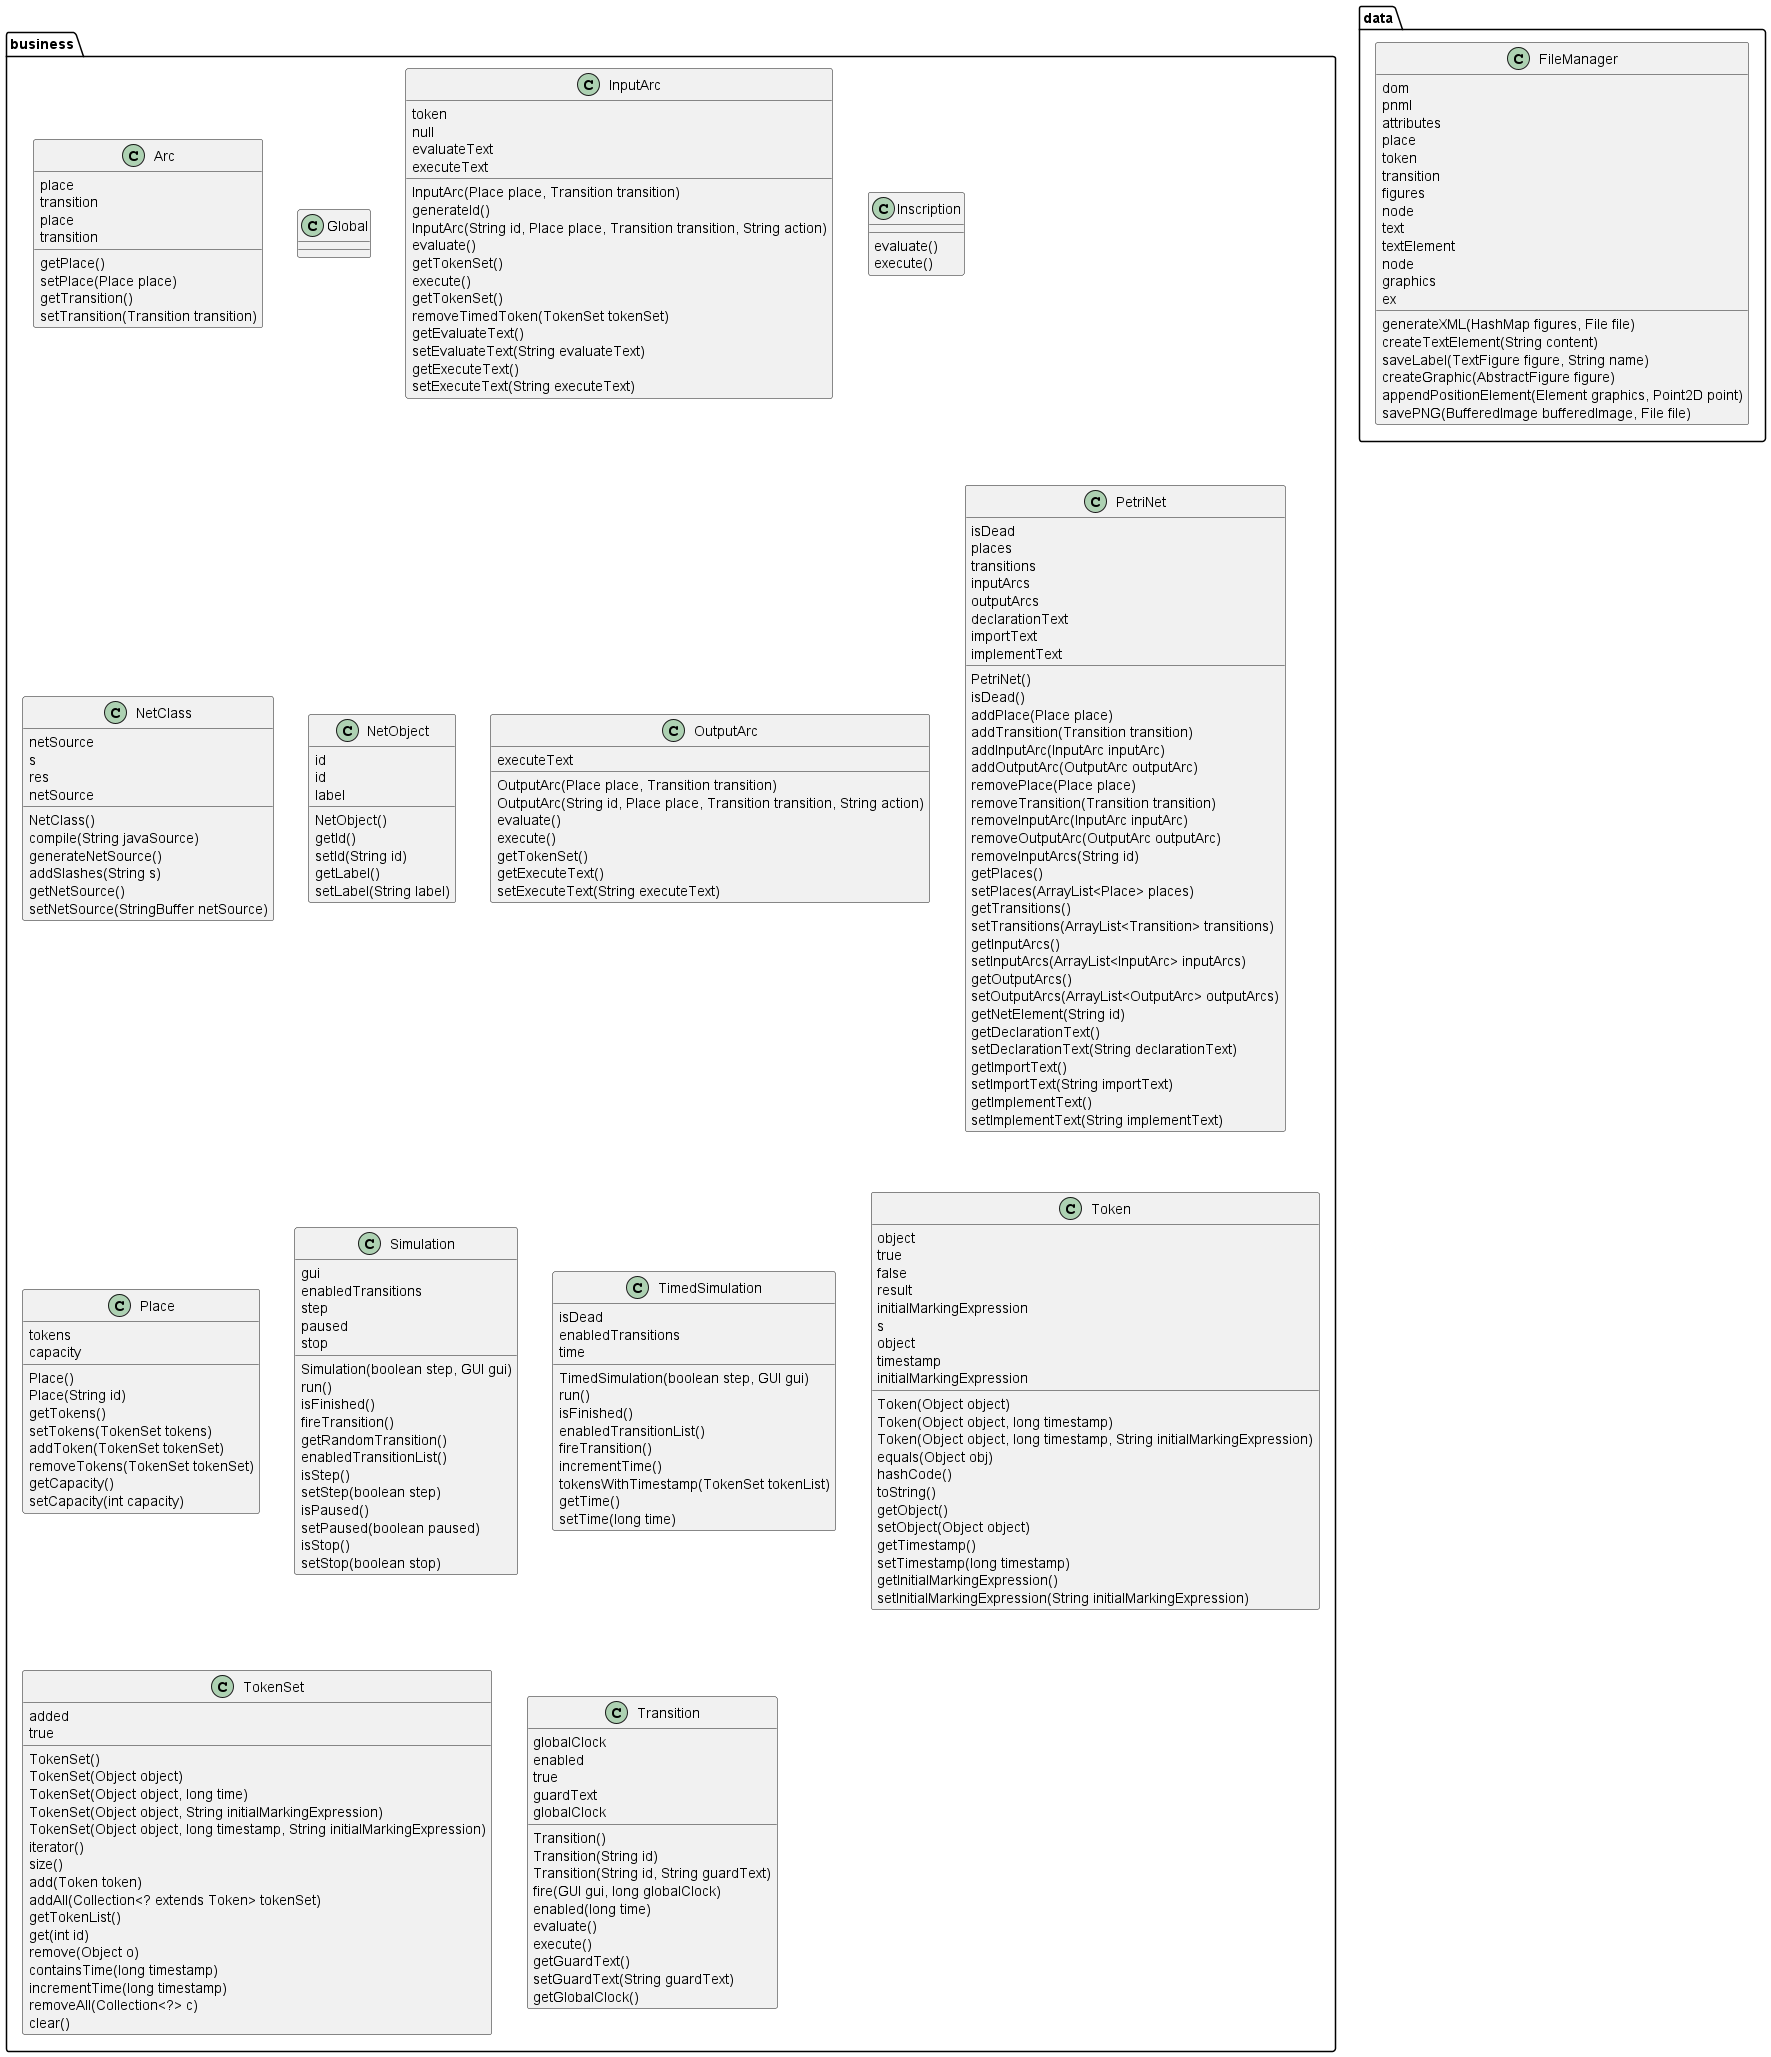 business
Arc
place
transition
place
transition
getPlace()
setPlace(Place place)
getTransition()
setTransition(Transition transition)
Global
InputArc
token
null
evaluateText
executeText
InputArc(Place place, Transition transition)
generateId()
InputArc(String id, Place place, Transition transition, String action)
evaluate()
getTokenSet()
execute()
getTokenSet()
removeTimedToken(TokenSet tokenSet)
getEvaluateText()
setEvaluateText(String evaluateText)
getExecuteText()
setExecuteText(String executeText)
Inscription
evaluate()
execute()
NetClass
netSource
s
res
netSource
NetClass()
compile(String javaSource)
generateNetSource()
addSlashes(String s)
getNetSource()
setNetSource(StringBuffer netSource)
NetObject
id
id
label
NetObject()
getId()
setId(String id)
getLabel()
setLabel(String label)
OutputArc
executeText
OutputArc(Place place, Transition transition)
OutputArc(String id, Place place, Transition transition, String action)
evaluate()
execute()
getTokenSet()
getExecuteText()
setExecuteText(String executeText)
PetriNet
isDead
places
transitions
inputArcs
outputArcs
declarationText
importText
implementText
PetriNet()
isDead()
addPlace(Place place)
addTransition(Transition transition)
addInputArc(InputArc inputArc)
addOutputArc(OutputArc outputArc)
removePlace(Place place)
removeTransition(Transition transition)
removeInputArc(InputArc inputArc)
removeOutputArc(OutputArc outputArc)
removeInputArcs(String id)
getPlaces()
setPlaces(ArrayList<Place> places)
getTransitions()
setTransitions(ArrayList<Transition> transitions)
getInputArcs()
setInputArcs(ArrayList<InputArc> inputArcs)
getOutputArcs()
setOutputArcs(ArrayList<OutputArc> outputArcs)
getNetElement(String id)
getDeclarationText()
setDeclarationText(String declarationText)
getImportText()
setImportText(String importText)
getImplementText()
setImplementText(String implementText)
Place
tokens
capacity
Place()
Place(String id)
getTokens()
setTokens(TokenSet tokens)
addToken(TokenSet tokenSet)
removeTokens(TokenSet tokenSet)
getCapacity()
setCapacity(int capacity)
Simulation
gui
enabledTransitions
step
paused
stop
Simulation(boolean step, GUI gui)
run()
isFinished()
fireTransition()
getRandomTransition()
enabledTransitionList()
isStep()
setStep(boolean step)
isPaused()
setPaused(boolean paused)
isStop()
setStop(boolean stop)
TimedSimulation
isDead
enabledTransitions
time
TimedSimulation(boolean step, GUI gui)
run()
isFinished()
enabledTransitionList()
fireTransition()
incrementTime()
tokensWithTimestamp(TokenSet tokenList)
getTime()
setTime(long time)
Token
object
true
false
result
initialMarkingExpression
s
object
timestamp
initialMarkingExpression
Token(Object object)
Token(Object object, long timestamp)
Token(Object object, long timestamp, String initialMarkingExpression)
equals(Object obj)
hashCode()
toString()
getObject()
setObject(Object object)
getTimestamp()
setTimestamp(long timestamp)
getInitialMarkingExpression()
setInitialMarkingExpression(String initialMarkingExpression)
TokenSet
added
true
TokenSet()
TokenSet(Object object)
TokenSet(Object object, long time)
TokenSet(Object object, String initialMarkingExpression)
TokenSet(Object object, long timestamp, String initialMarkingExpression)
iterator()
size()
add(Token token)
addAll(Collection<? extends Token> tokenSet)
getTokenList()
get(int id)
remove(Object o)
containsTime(long timestamp)
incrementTime(long timestamp)
removeAll(Collection<?> c)
clear()
Transition
globalClock
enabled
true
guardText
globalClock
Transition()
Transition(String id)
Transition(String id, String guardText)
fire(GUI gui, long globalClock)
enabled(long time)
evaluate()
execute()
getGuardText()
setGuardText(String guardText)
getGlobalClock()
data
FileManager
dom
pnml
attributes
place
token
transition
figures
node
text
textElement
node
graphics
ex
generateXML(HashMap figures, File file)
createTextElement(String content)
saveLabel(TextFigure figure, String name)
createGraphic(AbstractFigure figure)
appendPositionElement(Element graphics, Point2D point)
savePNG(BufferedImage bufferedImage, File file)